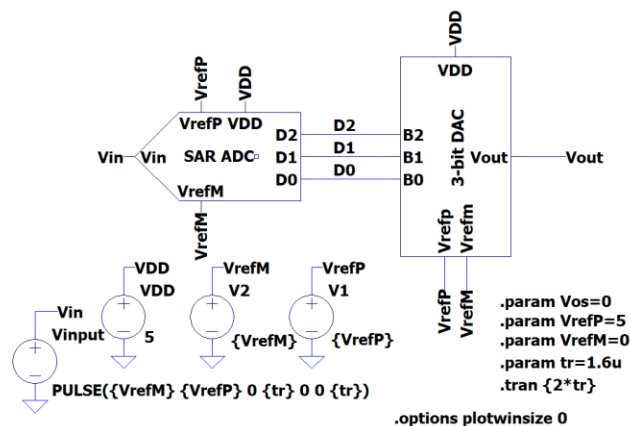 VDD
VDD
VrefP
VDD
VrefP VDD
D2
D2
B2
Vin
Vin
SAR ADC
D1
D1
B1
3-bit DAC
Vout
Vout
D0
D0
B0
VrefM
VrefM
Vrefp
Vrefm
VrefP
VrefM
VDD
VDD
5
VrefM
V2
{VrefM}
VrefP
V1
{VrefP}
Vin
Vinput
PULSE({VrefM} {VrefP} 0 {tr} 0 0 {tr})
.param Vos=0
.param VrefP=5
.param VrefM=0
.param tr=1.6u
.tran {2*tr}
.options plotwinsize 0